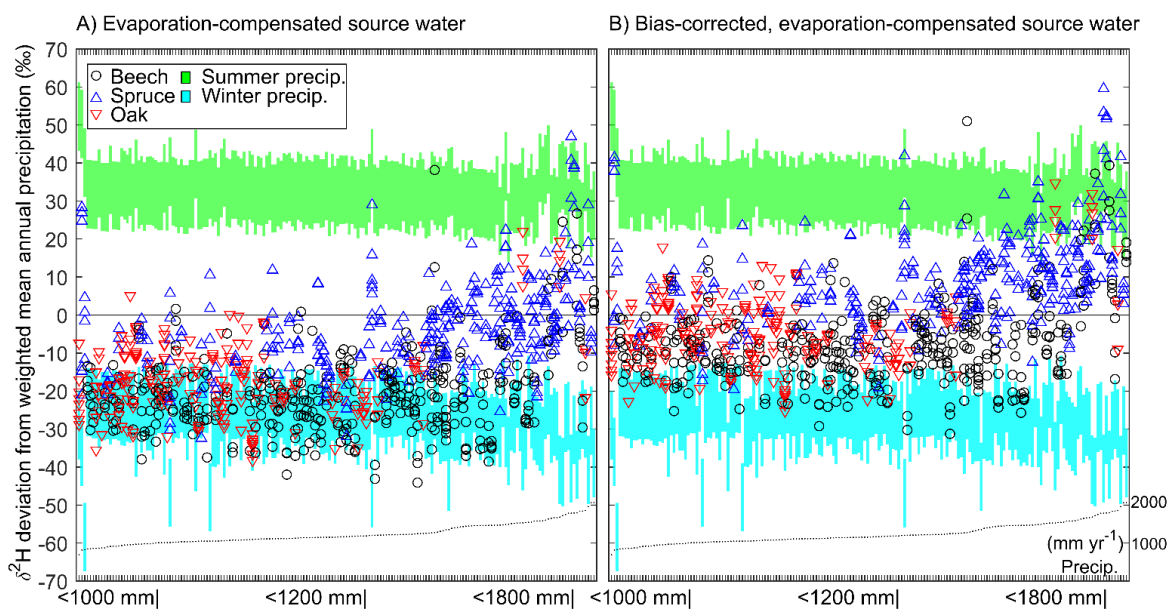 A) Evaporation-compensated source water
B) Bias-corrected, evaporation-compensated source water
δ²H deviation from weighted mean annual precipitation (‰)
70
60
50
40
30
20
10
0
-10
-20
-30
-40
-50
-60
-70
Beech
Summer precip.
Spruce
Winter precip.
Oak
2000
(mm yr⁻¹)
1000
Precip.
<1000 mm|
<1200 mm|
<1800 mm|
<1000 mm|
<1200 mm|
<1800 mm|